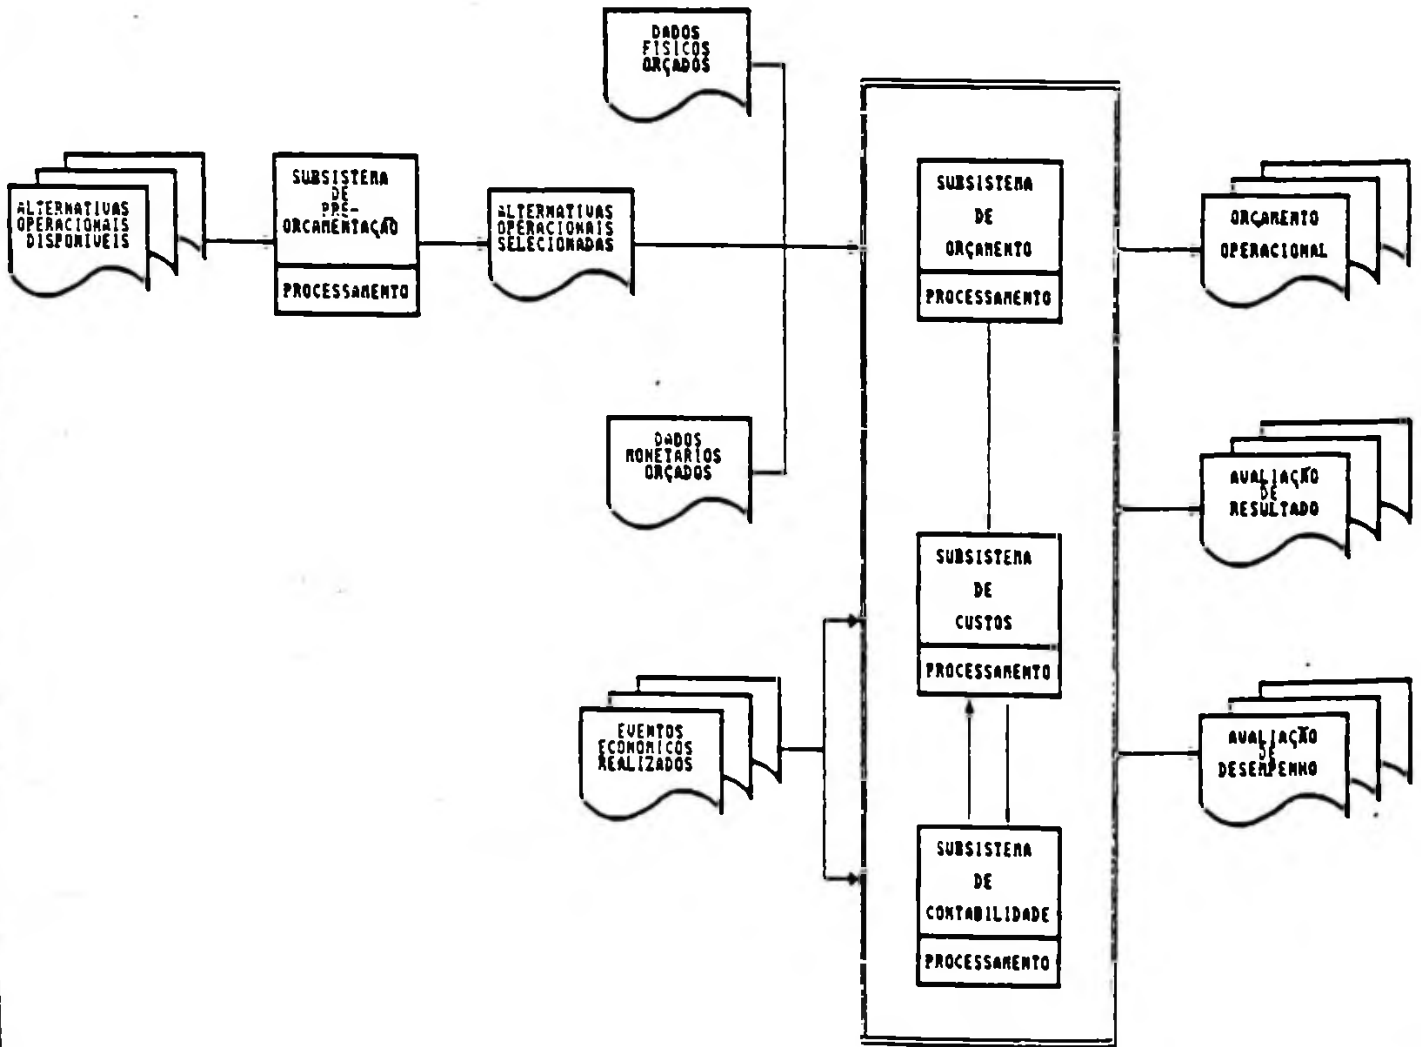 DADOS
FISICOS
ORÇADOS
ALTERNATIVAS
OPERACIONAIS
DISPONIVEIS
SUBSISTEMA
DE
PRE-
ORCAMENTAÇÃO
PROCESSAMENTO
ALTERNATIVAS
OPERACIONAIS
SELECIONADAS
SUBSISTEMA
DE
ORÇAMENTO
PROCESSAMENTO
ORÇAMENTO
OPERACIONAL
DADOS
MONETARIOS
ORÇADOS
AVALIAÇÃO
DE
RESULTADO
SUBSISTEMA
DE
CUSTOS
PROCESSAMENTO
EVENTOS
ECONOMICOS
REALIZADOS
AVALIAÇÃO
DE
DESEMPENHO
SUBSISTEMA
DE
CONTABILIDADE
PROCESSAMENTO